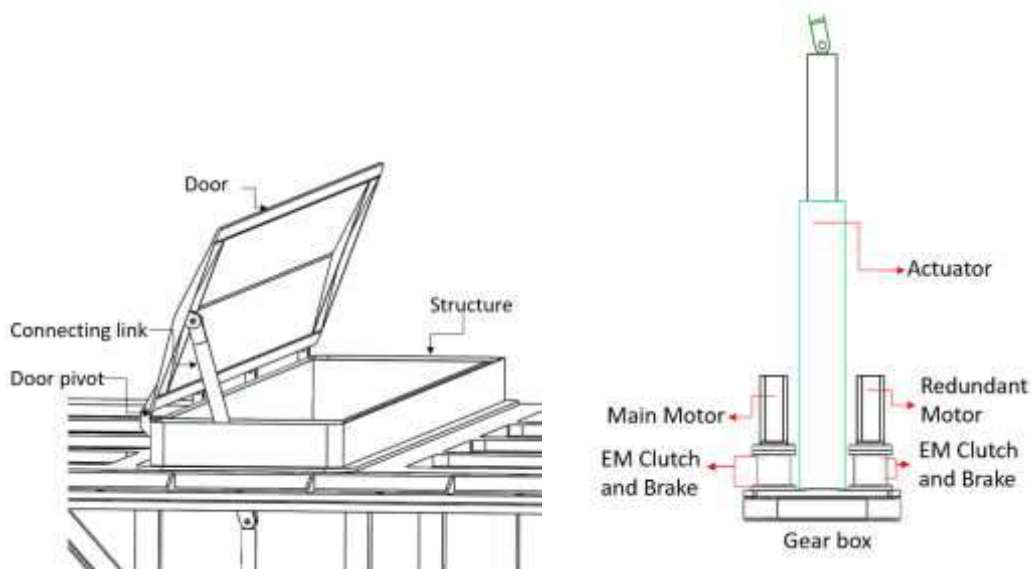 Door
Structure
Connecting link
Door pivot
Actuator
Main Motor
Redundant
Motor
EM Clutch
and Brake
EM Clutch
and Brake
Gear box